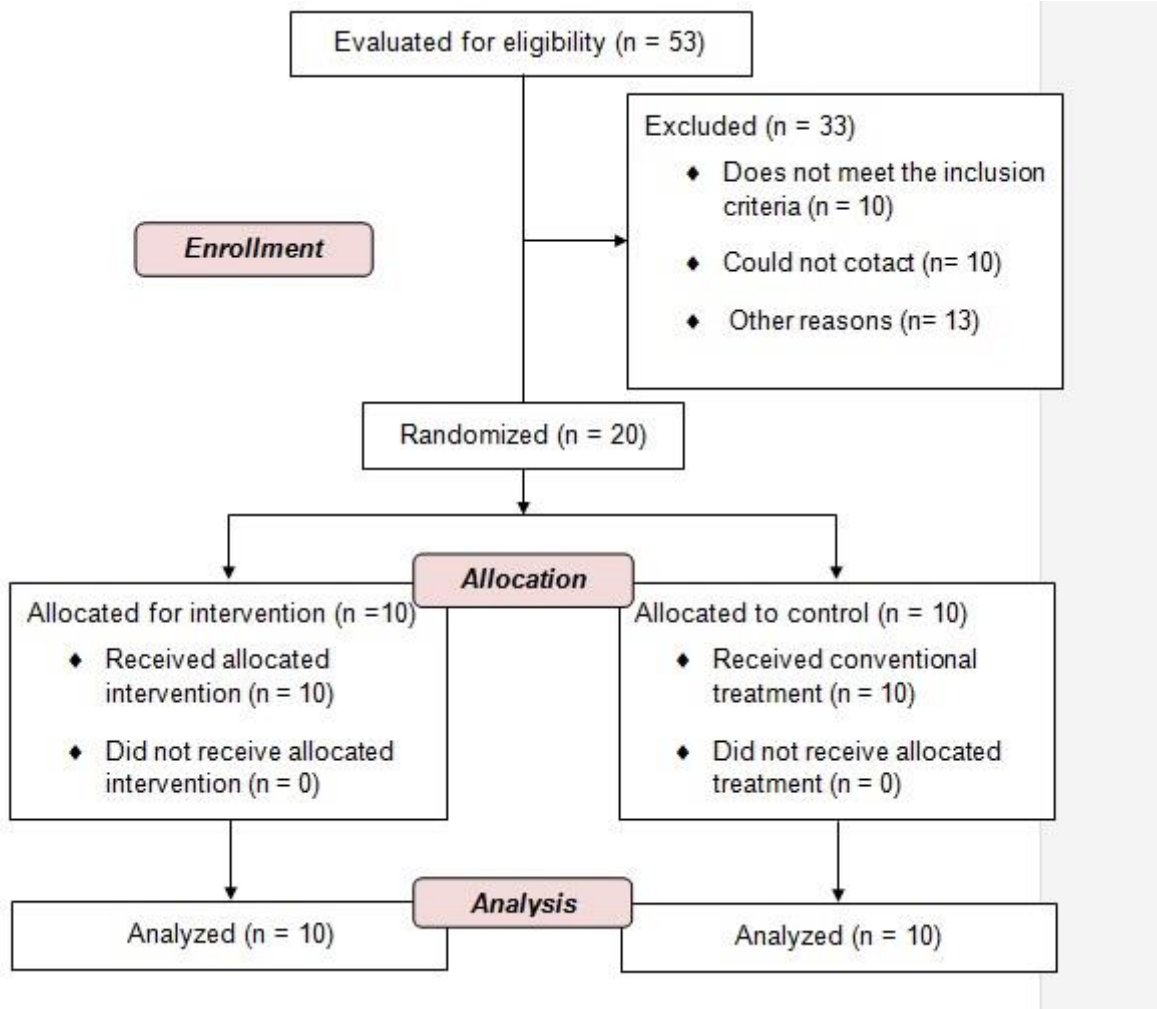 Evaluated for eligibility (n = 53)
Excluded (n = 33)
♦ Does not meet the inclusion
criteria (n = 10)
♦ Could not cotact (n= 10)
♦ Other reasons (n= 13)
Enrollment
Randomized (n = 20)
Allocation
Allocated for intervention (n =10)
♦ Received allocated
intervention (n = 10)
♦ Did not receive allocated
intervention (n = 0)
Allocated to control (n = 10)
♦ Received conventional
treatment (n = 10)
♦ Did not receive allocated
treatment (n = 0)
Analysis
Analyzed (n = 10)
Analyzed (n = 10)